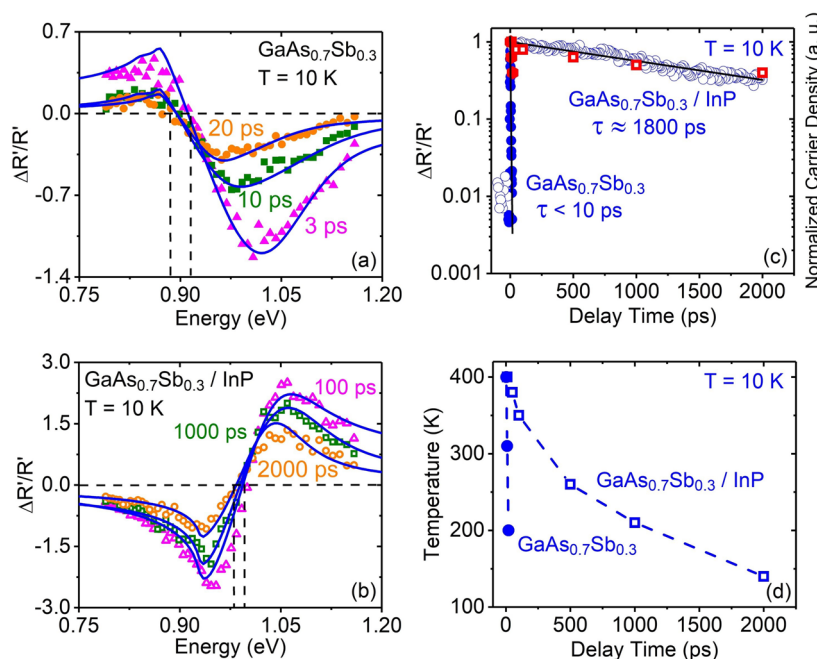 0.7
0.0
-0.7
-1.4
ΔR'/R'
GaAs0.7Sb0.3
T = 10 K
20 ps
10 ps
3 ps
(a)
0.75 0.90 1.05 1.20
Energy (eV)
3.0
1.5
0.0
-1.5
-3.0
ΔR'/R'
GaAs0.7Sb0.3 / InP
T = 10 K
100 ps
1000 ps
2000 ps
(b)
0.75 0.90 1.05 1.20
Energy (eV)
1
0.1
0.01
0.001
ΔR'/R'
T = 10 K
GaAs0.7Sb0.3 / InP
τ ≈ 1800 ps
GaAs0.7Sb0.3
τ < 10 ps
(c)
Normalized Carrier Density (a. u.)
0 500 1000 1500 2000
Delay Time (ps)
400
300
200
100
Temperature (K)
T = 10 K
GaAs0.7Sb0.3 / InP
GaAs0.7Sb0.3
(d)
0 500 1000 1500 2000
Delay Time (ps)